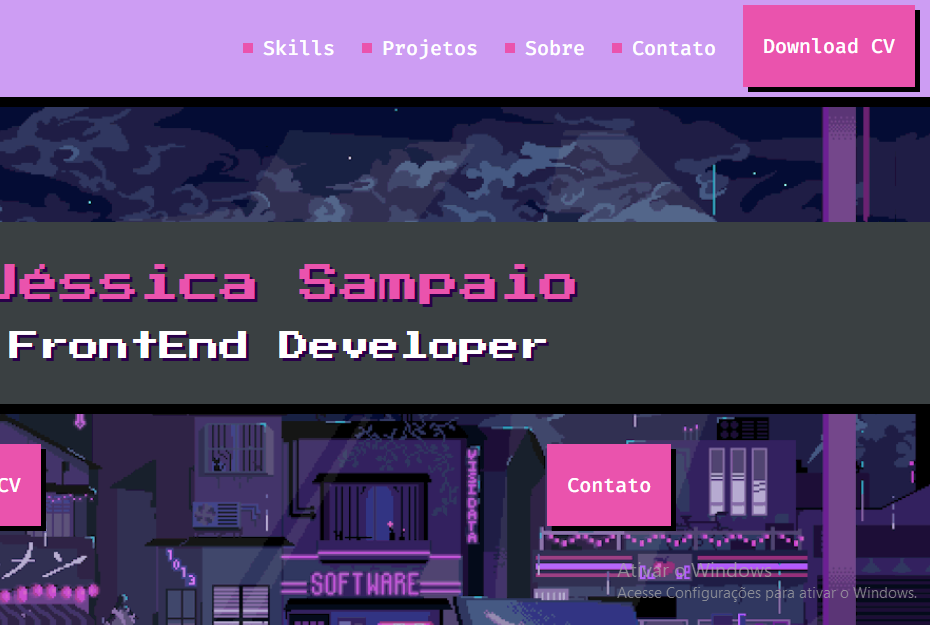 Skills Projetos Sobre Contato Download CV
Jéssica Sampaio
FrontEnd Developer
CV
Contato
VISIDATA
1013
SOFTWARE
Ativar o Windows
Acesse Configurações para ativar o Windows.